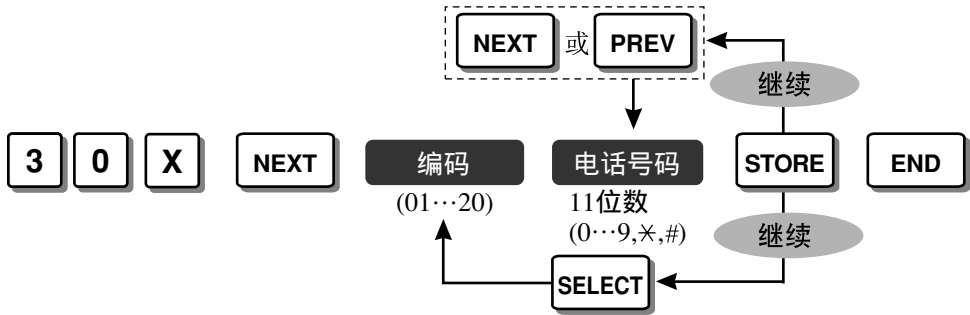 NEXT 或 PREV
继续
3 0 X NEXT 编码 电话号码 STORE END
(01…20) 11位数
(0…9,✳,#)
继续
SELECT